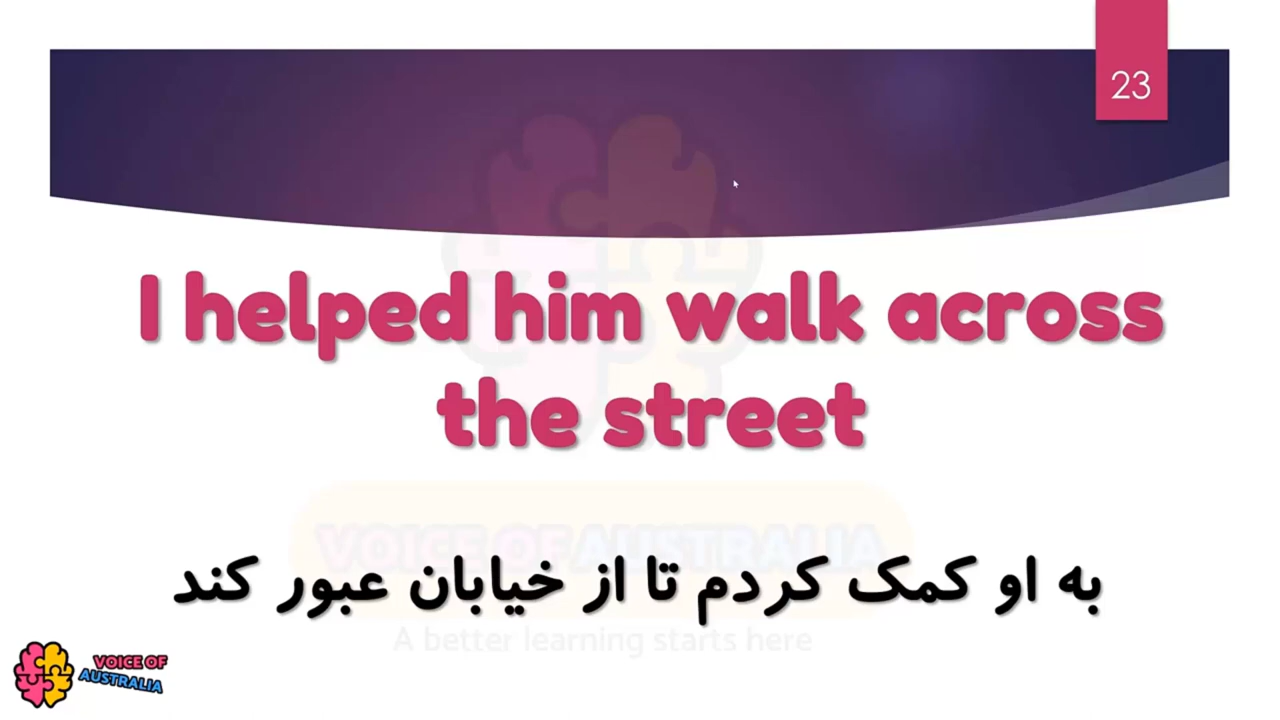 23
I helped him walk across
the street
به او کمک کردم تا از خیابان عبور کند
VOICE OF AUSTRALIA
A better learning starts here
VOICE OF
AUSTRALIA